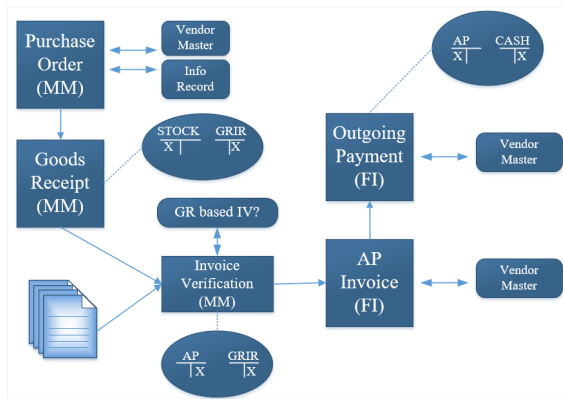 Purchase
Order
(MM)
Vendor
Master
Info
Record
AP CASH
X X
STOCK GRIR
X X
Goods
Receipt
(MM)
Outgoing
Payment
(FI)
Vendor
Master
GR based IV?
Invoice
Verification
(MM)
AP
Invoice
(FI)
Vendor
Master
AP GRIR
X X